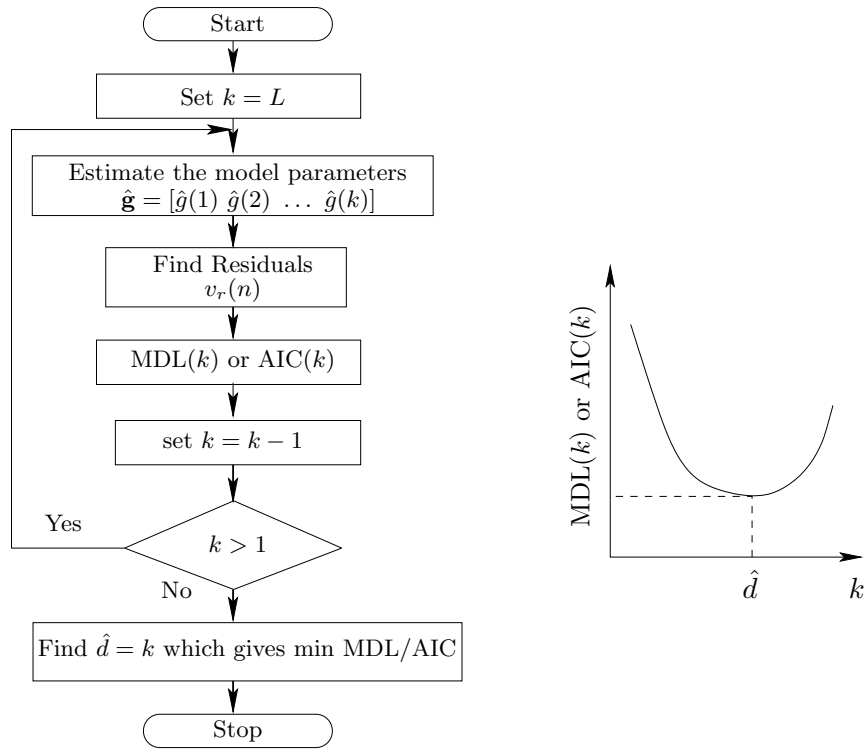 Start
Set k = L
Estimate the model parameters
ĝ = [ĝ(1) ĝ(2) … ĝ(k)]
Find Residuals
v_r(n)
MDL(k) or AIC(k)
set k = k − 1
Yes
k > 1
No
Find d̂ = k which gives min MDL/AIC
Stop
MDL(k) or AIC(k)
d̂
k